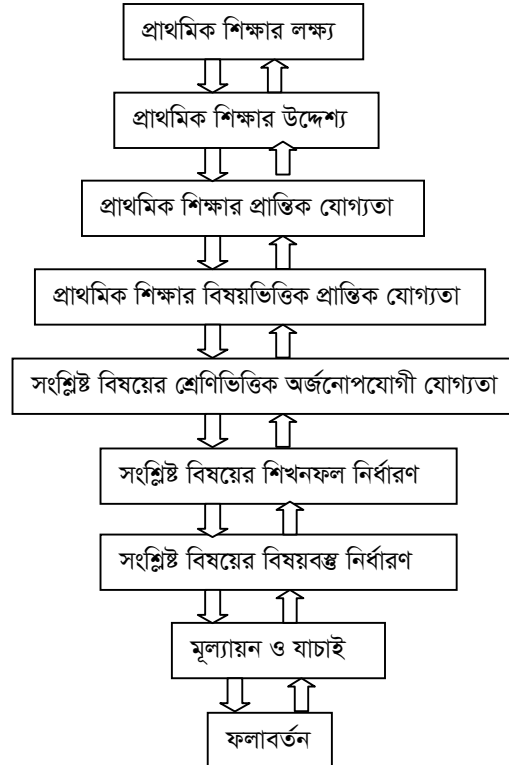 প্রাথমিক শিক্ষার লক্ষ্য
প্রাথমিক শিক্ষার উদ্দেশ্য
প্রাথমিক শিক্ষার প্রান্তিক যোগ্যতা
প্রাথমিক শিক্ষার বিষয়ভিত্তিক প্রান্তিক যোগ্যতা
সংশ্লিষ্ট বিষয়ের শ্রেণিভিত্তিক অর্জনোপযোগী যোগ্যতা
সংশ্লিষ্ট বিষয়ের শিখনফল নির্ধারণ
সংশ্লিষ্ট বিষয়ের বিষয়বস্তু নির্ধারণ
মূল্যায়ন ও যাচাই
ফলাবর্তন